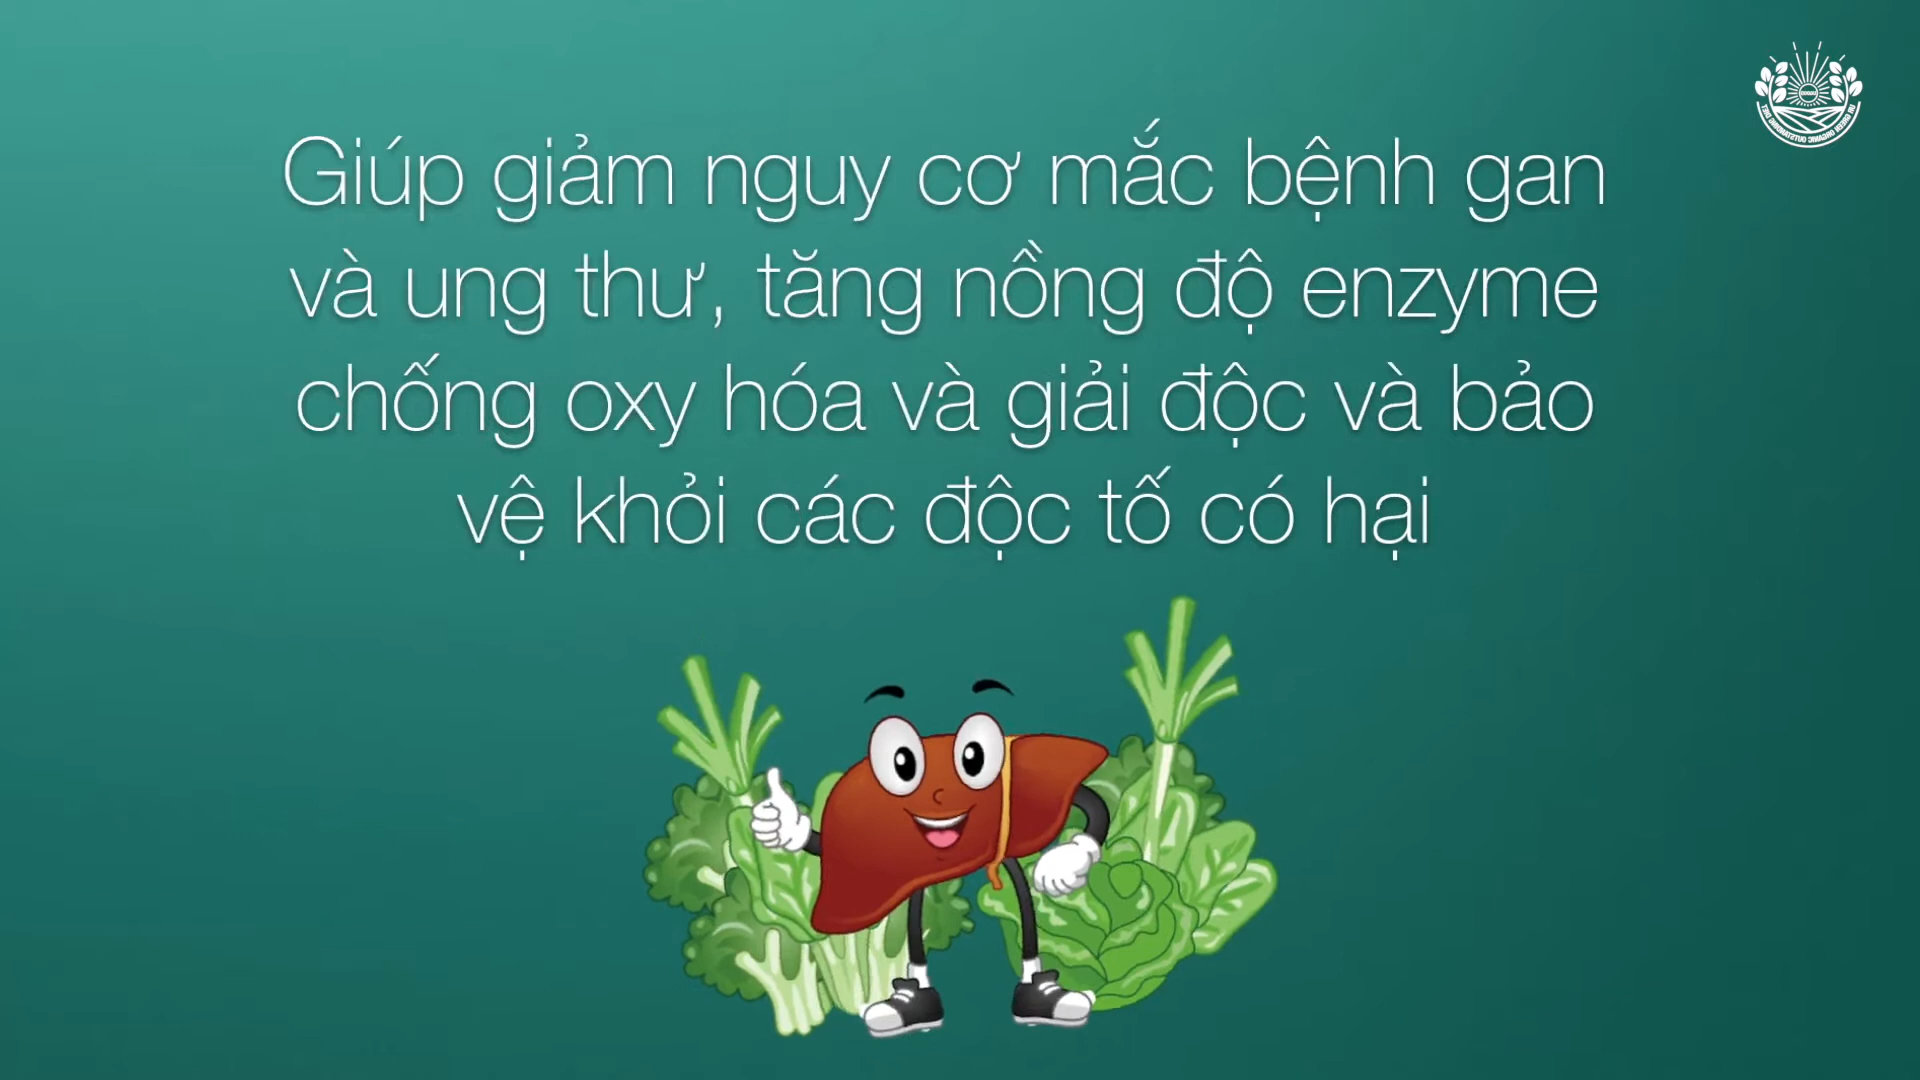 Giúp giảm nguy cơ mắc bệnh gan
và ung thư, tăng nồng độ enzyme
chống oxy hóa và giải độc và bảo
vệ khỏi các độc tố có hại